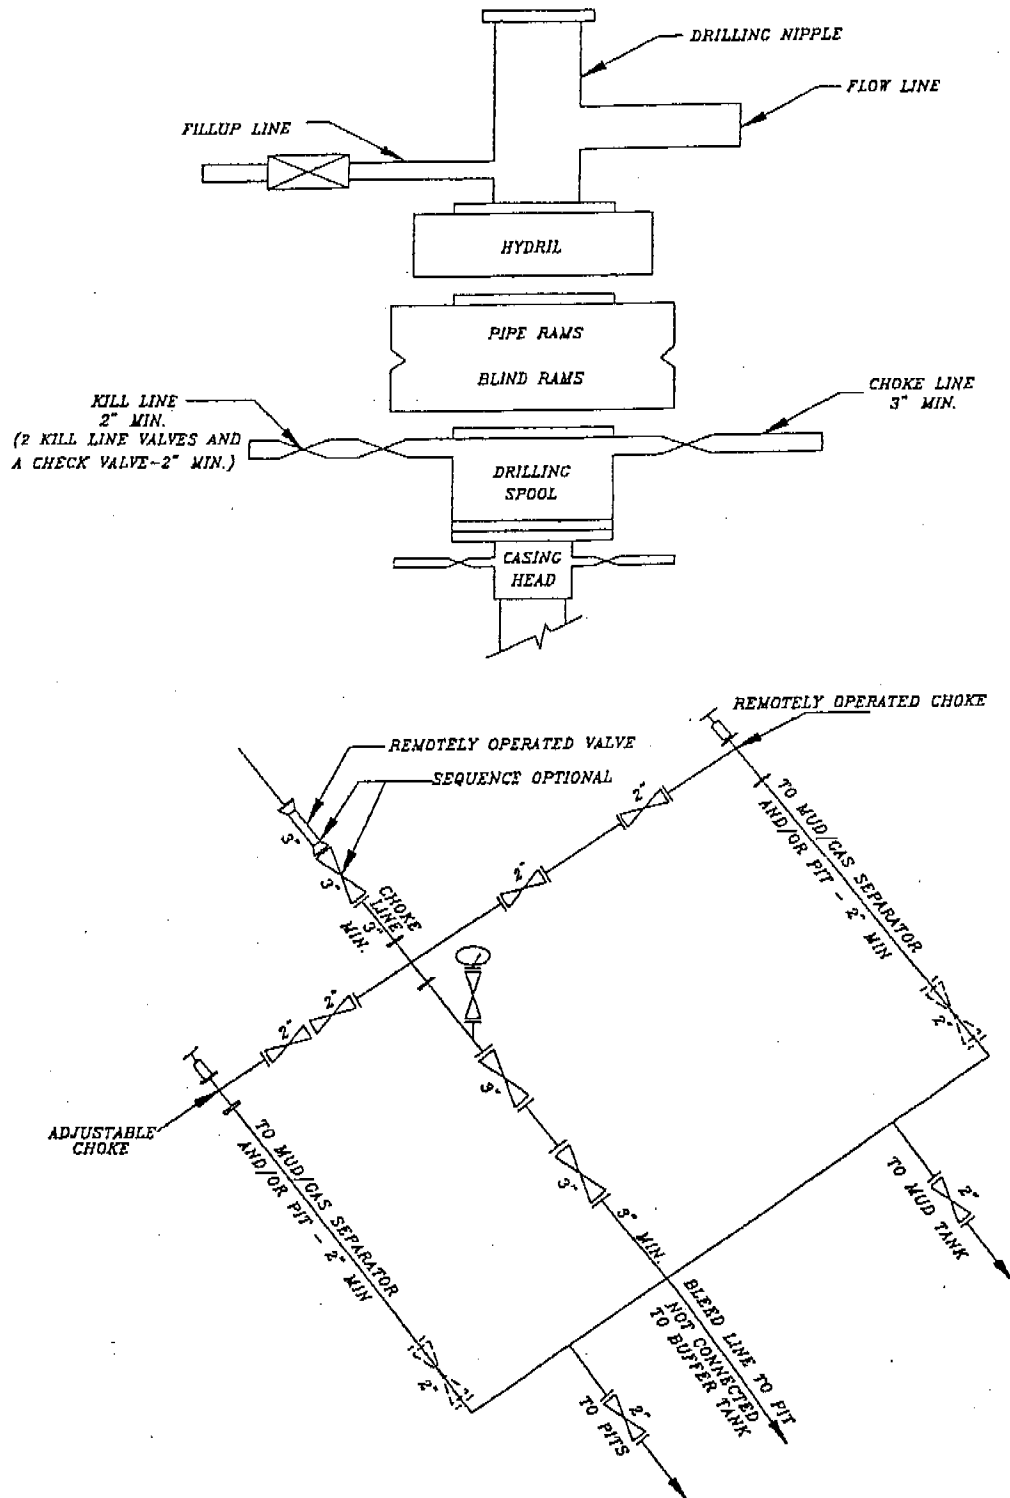 DRILLING NIPPLE
FLOW LINE
FILLUP LINE
HYDRIL
PIPE RAMS
BLIND RAMS
KILL LINE
2" MIN.
(2 KILL LINE VALVES AND
A CHECK VALVE-2" MIN.)
CHOKE LINE
3" MIN.
DRILLING
SPOOL
CASING
HEAD
REMOTELY OPERATED CHOKE
REMOTELY OPERATED VALVE
SEQUENCE OPTIONAL
3"
3"
CHOKE
LINE
3"
MIN.
2"
2"
TO MUD/GAS SEPARATOR
AND/OR PIT - 2" MIN
2"
2"
2"
3"
3"
3" MIN.
ADJUSTABLE
CHOKE
TO MUD/GAS SEPARATOR
AND/OR PIT - 2" MIN
2"
2"
TO MUD TANK
BLEED LINE TO PIT
NOT CONNECTED
TO BUFFER TANK
2"
TO PITS